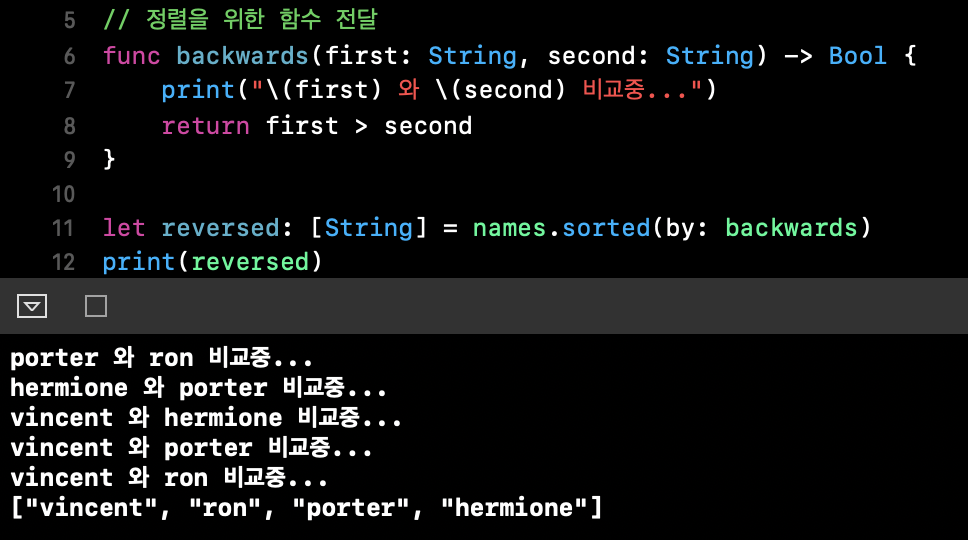 5 // 정렬을 위한 함수 전달
6 func backwards(first: String, second: String) -> Bool {
7     print("\(first) 와 \(second) 비교중...")
8     return first > second
9 }
10
11 let reversed: [String] = names.sorted(by: backwards)
12 print(reversed)
porter 와 ron 비교중...
hermione 와 porter 비교중...
vincent 와 hermione 비교중...
vincent 와 porter 비교중...
vincent 와 ron 비교중...
["vincent", "ron", "porter", "hermione"]